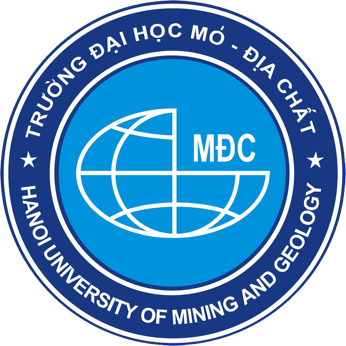 TRƯỜNG ĐẠI HỌC MỎ - ĐỊA CHẤT
MĐC
HANOI UNIVERSITY OF MINING AND GEOLOGY